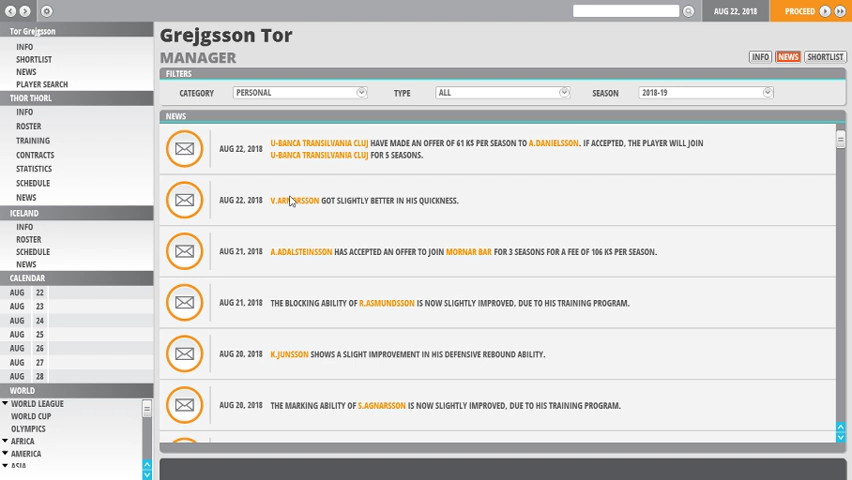 AUG 22, 2018
PROCEED
Tor Grejgsson
INFO
SHORTLIST
NEWS
PLAYER SEARCH
THOR THORL
INFO
ROSTER
TRAINING
CONTRACTS
STATISTICS
SCHEDULE
NEWS
ICELAND
INFO
ROSTER
SCHEDULE
NEWS
CALENDAR
AUG 22
AUG 23
AUG 24
AUG 25
AUG 26
AUG 27
AUG 28
WORLD
WORLD LEAGUE
WORLD CUP
OLYMPICS
AFRICA
AMERICA
ASIA
Grejgsson Tor
MANAGER
INFO NEWS SHORTLIST
FILTERS
CATEGORY PERSONAL TYPE ALL SEASON 2018-19
NEWS
AUG 22, 2018 U-BANCA TRANSILVANIA CLUJ HAVE MADE AN OFFER OF 61 K$ PER SEASON TO A.DANIELSSON. IF ACCEPTED, THE PLAYER WILL JOIN
U-BANCA TRANSILVANIA CLUJ FOR 5 SEASONS.
AUG 22, 2018 GOT SLIGHTLY BETTER IN HIS QUICKNESS.
AUG 21, 2018 A.ADALSTEINSSON HAS ACCEPTED AN OFFER TO JOIN MORNAR BAR FOR 3 SEASONS FOR A FEE OF 106 K$ PER SEASON.
AUG 21, 2018 THE BLOCKING ABILITY OF R.ASMUNDSSON IS NOW SLIGHTLY IMPROVED, DUE TO HIS TRAINING PROGRAM.
AUG 20, 2018 K.JUNSSON SHOWS A SLIGHT IMPROVEMENT IN HIS DEFENSIVE REBOUND ABILITY.
AUG 20, 2018 THE MARKING ABILITY OF S.AGNARSSON IS NOW SLIGHTLY IMPROVED, DUE TO HIS TRAINING PROGRAM.